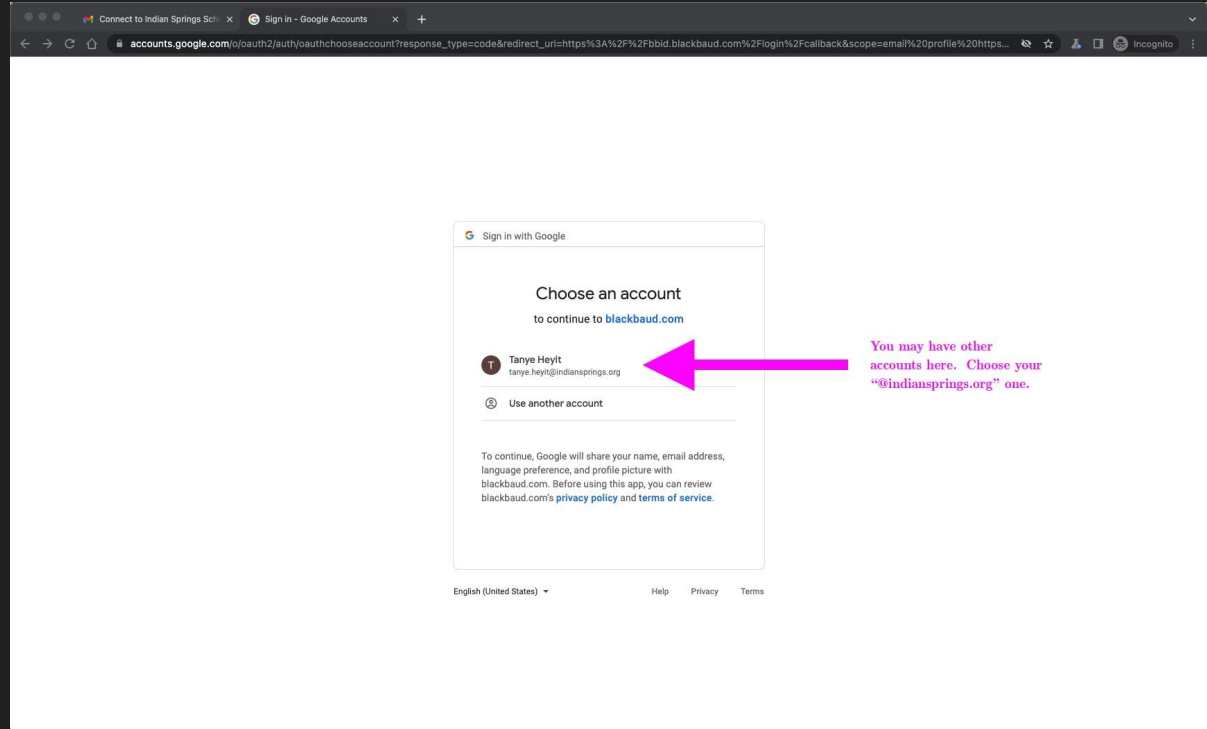 Connect to Indian Springs Sch
Sign in - Google Accounts
accounts.google.com/o/oauth2/auth/oauthchooseaccount?response_type=code&redirect_uri=https%3A%2F%2Fbbid.blackbaud.com%2Flogin%2Fcallback&scope=email%20profile%20https...
Incognito
Sign in with Google
Choose an account
to continue to blackbaud.com
T
Tanye Heyit
tanye.heyit@indiansprings.org
Use another account
You may have other
accounts here. Choose your
“@indiansprings.org” one.
To continue, Google will share your name, email address,
language preference, and profile picture with
blackbaud.com. Before using this app, you can review
blackbaud.com's privacy policy and terms of service.
English (United States)
Help Privacy Terms